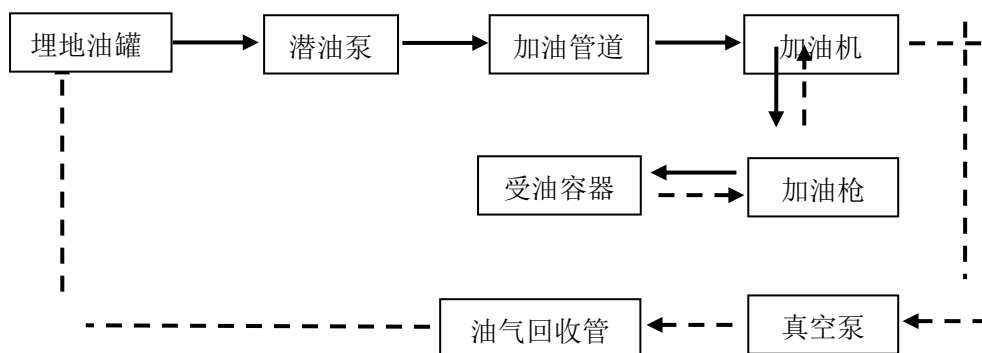 埋地油罐
潜油泵
加油管道
加油机
受油容器
加油枪
油气回收管
真空泵